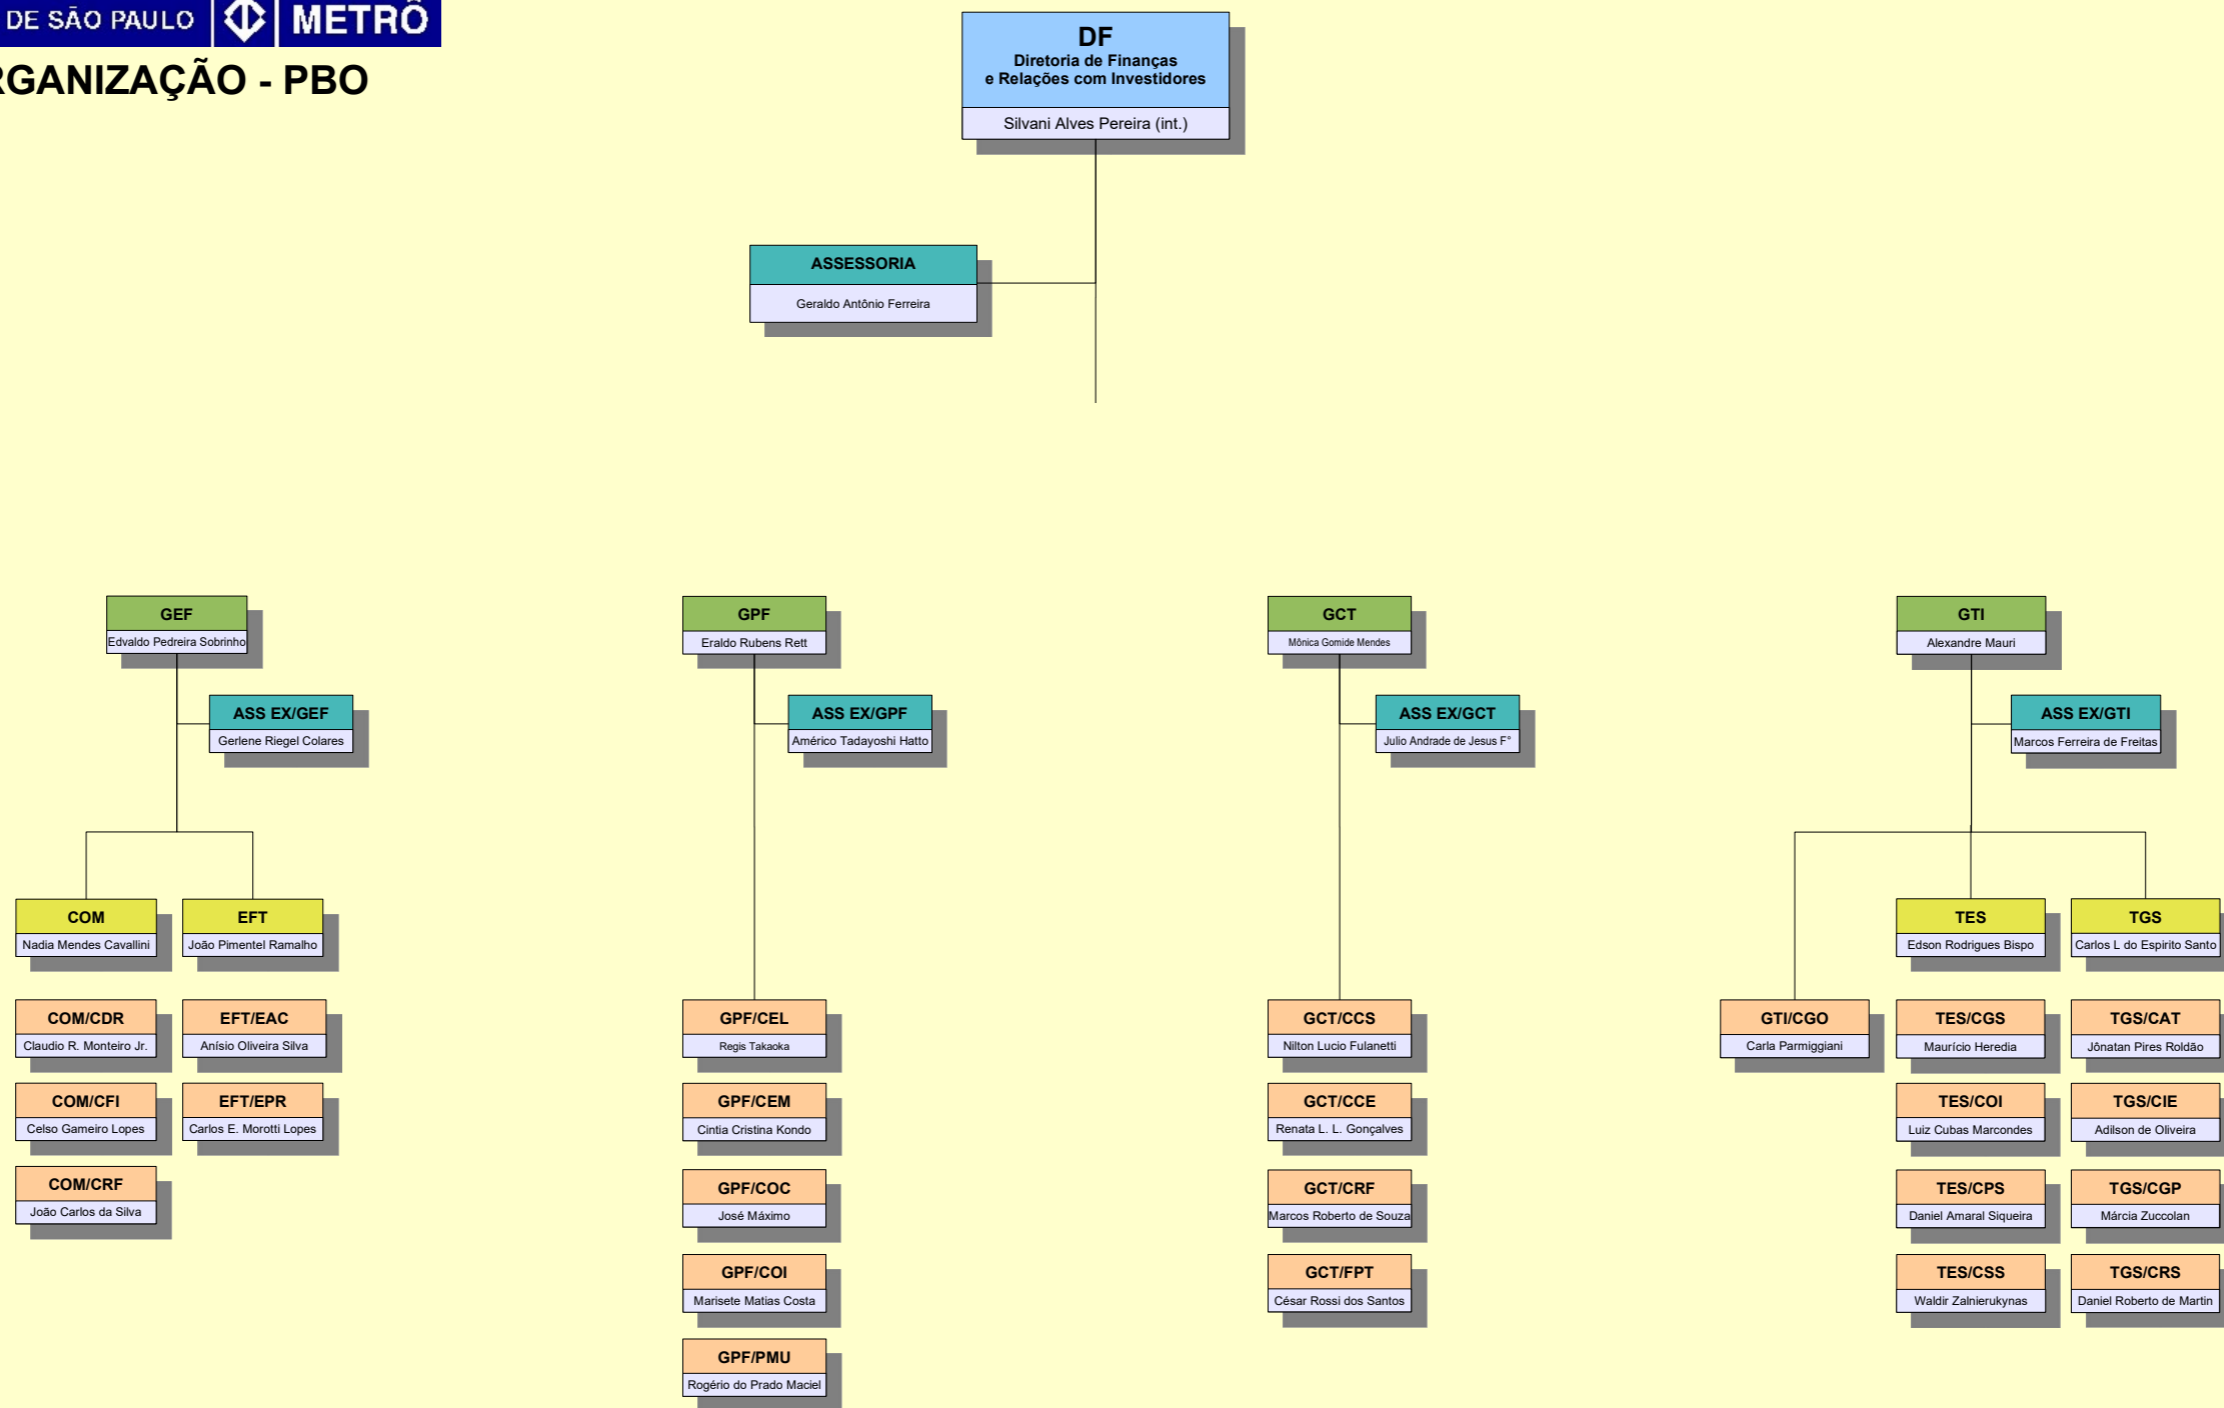 DE SÃO PAULO METRÔ
RGANIZAÇÃO - PBO
DF
Diretoria de Finanças
e Relações com Investidores
Silvani Alves Pereira (int.)
ASSESSORIA
Geraldo Antônio Ferreira
GEF
Edvaldo Pedreira Sobrinho
ASS EX/GEF
Gerlene Riegel Colares
COM
Nadia Mendes Cavallini
EFT
João Pimentel Ramalho
COM/CDR
Claudio R. Monteiro Jr.
EFT/EAC
Anísio Oliveira Silva
COM/CFI
Celso Gameiro Lopes
EFT/EPR
Carlos E. Morotti Lopes
COM/CRF
João Carlos da Silva
GPF
Eraldo Rubens Rett
ASS EX/GPF
Américo Tadayoshi Hatto
GPF/CEL
Regis Takaoka
GPF/CEM
Cintia Cristina Kondo
GPF/COC
José Máximo
GPF/COI
Marisete Matias Costa
GPF/PMU
Rogério do Prado Maciel
GCT
Mônica Gomide Mendes
ASS EX/GCT
Julio Andrade de Jesus F°
GCT/CCS
Nilton Lucio Fulanetti
GCT/CCE
Renata L. L. Gonçalves
GCT/CRF
Marcos Roberto de Souza
GCT/FPT
César Rossi dos Santos
GTI
Alexandre Mauri
ASS EX/GTI
Marcos Ferreira de Freitas
TES
Edson Rodrigues Bispo
TGS
Carlos L do Espirito Santo
GTI/CGO
Carla Parmiggiani
TES/CGS
Maurício Heredia
TGS/CAT
Jônatan Pires Roldão
TES/COI
Luiz Cubas Marcondes
TGS/CIE
Adilson de Oliveira
TES/CPS
Daniel Amaral Siqueira
TGS/CGP
Márcia Zuccolan
TES/CSS
Waldir Zalnierukynas
TGS/CRS
Daniel Roberto de Martin